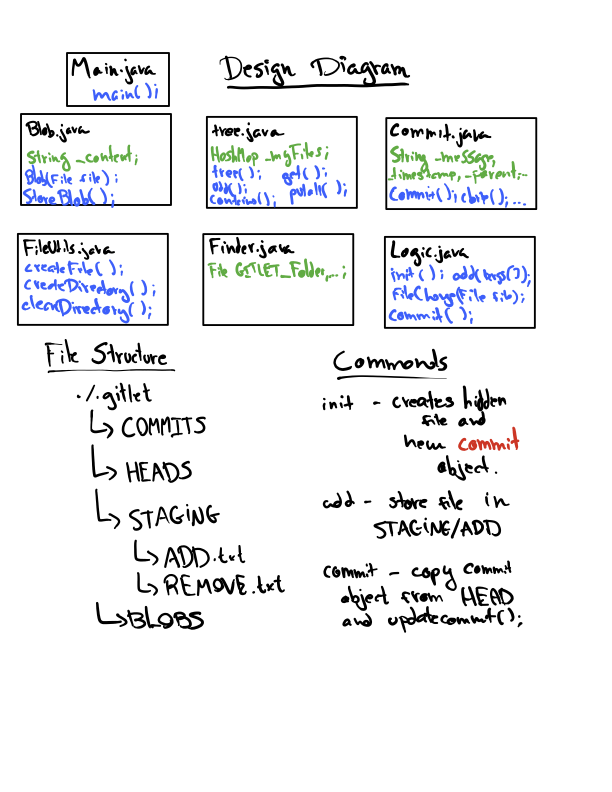 Main.java
main();
Design Diagram
Blob.java
String _content;
Blob(File file);
StoreBlob();
tree.java
HashMap _myFiles;
tree(); get();
add(); putAll();
contains();
Commit.java
String _message,
_timestamp, _parent,...
Commit(); ...
FileUtils.java
createFile();
createDirectory();
cleanDirectory();
Finder.java
File GITLET_Folder,...;
Logic.java
init(); add(args[]);
FileChange(File file);
commit();
File Structure
./.gitlet
COMMITS
HEADS
STAGING
ADD.txt
REMOVE.txt
BLOBS
Commands
init - creates hidden
file and
new commit
object.
add - store file in
STAGING/ADD
commit - copy commit
object from HEAD
and updatecommit();